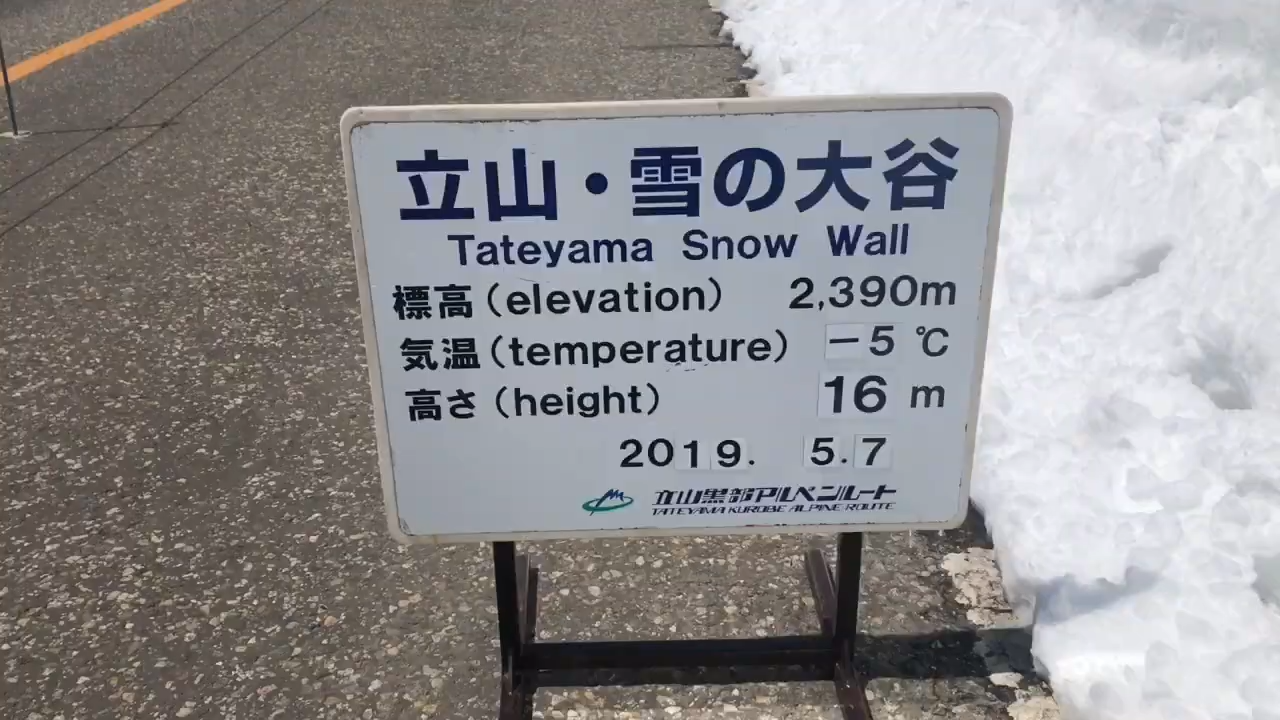 立山・雪の大谷
Tateyama Snow Wall
標高(elevation) 2,390m
気温(temperature) －5 ℃
高さ(height) 16 m
2019. 5.7
立山黒部アルペンルート
TATEYAMA KUROBE ALPINE ROUTE